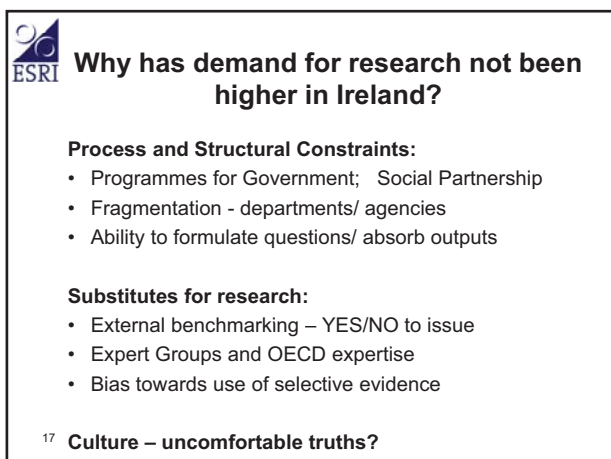 ESRI
Why has demand for research not been
higher in Ireland?
Process and Structural Constraints:
• Programmes for Government; Social Partnership
• Fragmentation - departments/ agencies
• Ability to formulate questions/ absorb outputs
Substitutes for research:
• External benchmarking – YES/NO to issue
• Expert Groups and OECD expertise
• Bias towards use of selective evidence
17 Culture – uncomfortable truths?